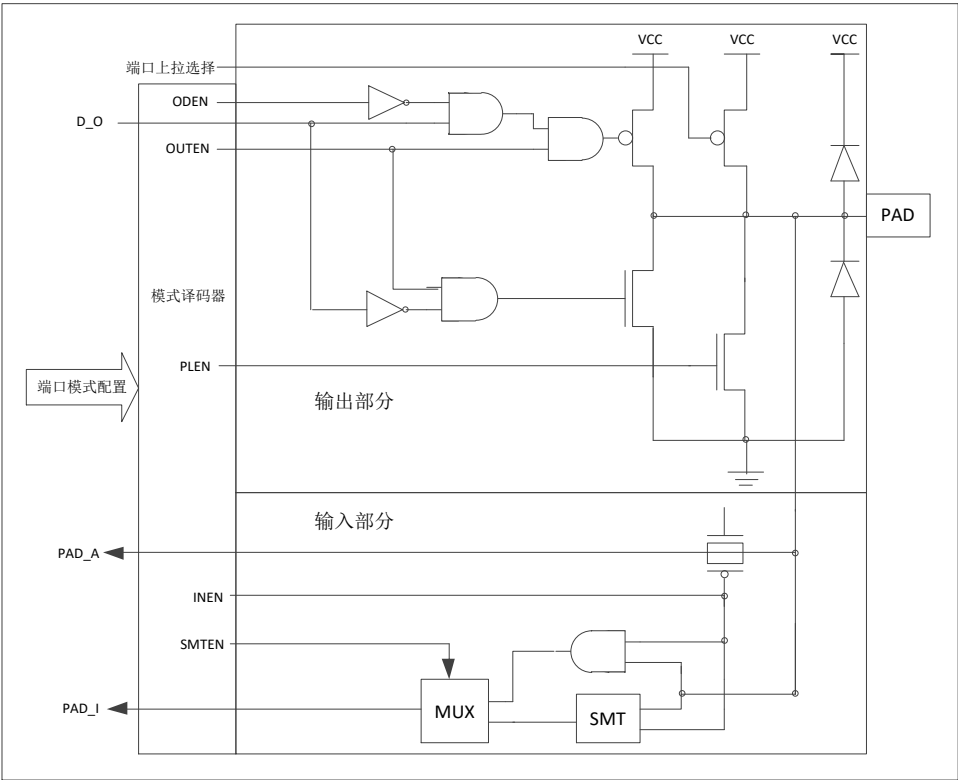 VCC
VCC
VCC
端口上拉选择
ODEN
D_O
OUTEN
PAD
模式译码器
PLEN
端口模式配置
输出部分
输入部分
PAD_A
INEN
SMTEN
PAD_I
MUX
SMT